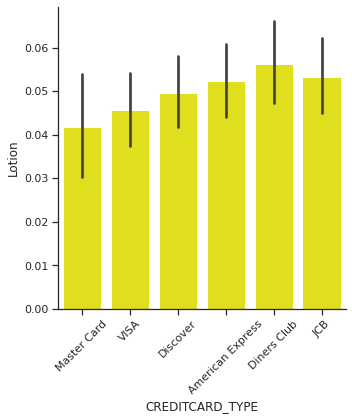 0.06
0.05
0.04
0.03
0.02
0.01
0.00
Lotion
Master Card
VISA
Discover
American Express
Diners Club
JCB
CREDITCARD_TYPE